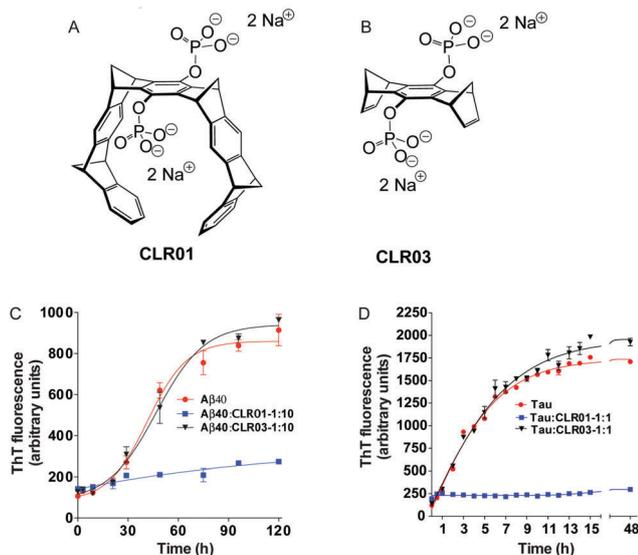 A
2 Na⊕
O
P
O⊖
O⊖
O
O
P
O
O⊖
O⊖
2 Na⊕
CLR01
B
2 Na⊕
O
P
O⊖
O⊖
O
O
P
O
O⊖
O⊖
2 Na⊕
CLR03
C
ThT fluorescence
(arbitrary units)
1000
800
600
400
200
0
0 30 60 90 120
Time (h)
Aβ40
Aβ40:CLR01-1:10
Aβ40:CLR03-1:10
D
ThT fluorescence
(arbitrary units)
2250
2000
1750
1500
1250
1000
750
500
250
0
1 3 5 7 9 11 13 15 48
Time (h)
Tau
Tau:CLR01-1:1
Tau:CLR03-1:1